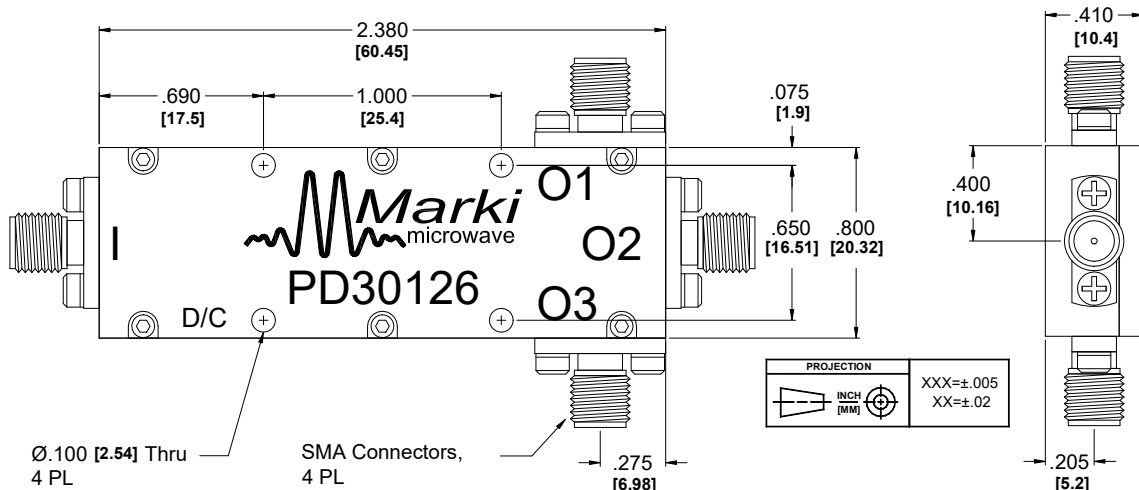 2.380
[60.45]
.690
[17.5]
1.000
[25.4]
.075
[1.9]
.410
[10.4]
.400
[10.16]
.650
[16.51]
.800
[20.32]
I
Marki
microwave
PD30126
D/C
O1
O2
O3
PROJECTION
INCH
[MM]
XXX=±.005
XX=±.02
Ø.100 [2.54] Thru
4 PL
SMA Connectors,
4 PL
.275
[6.98]
.205
[5.2]